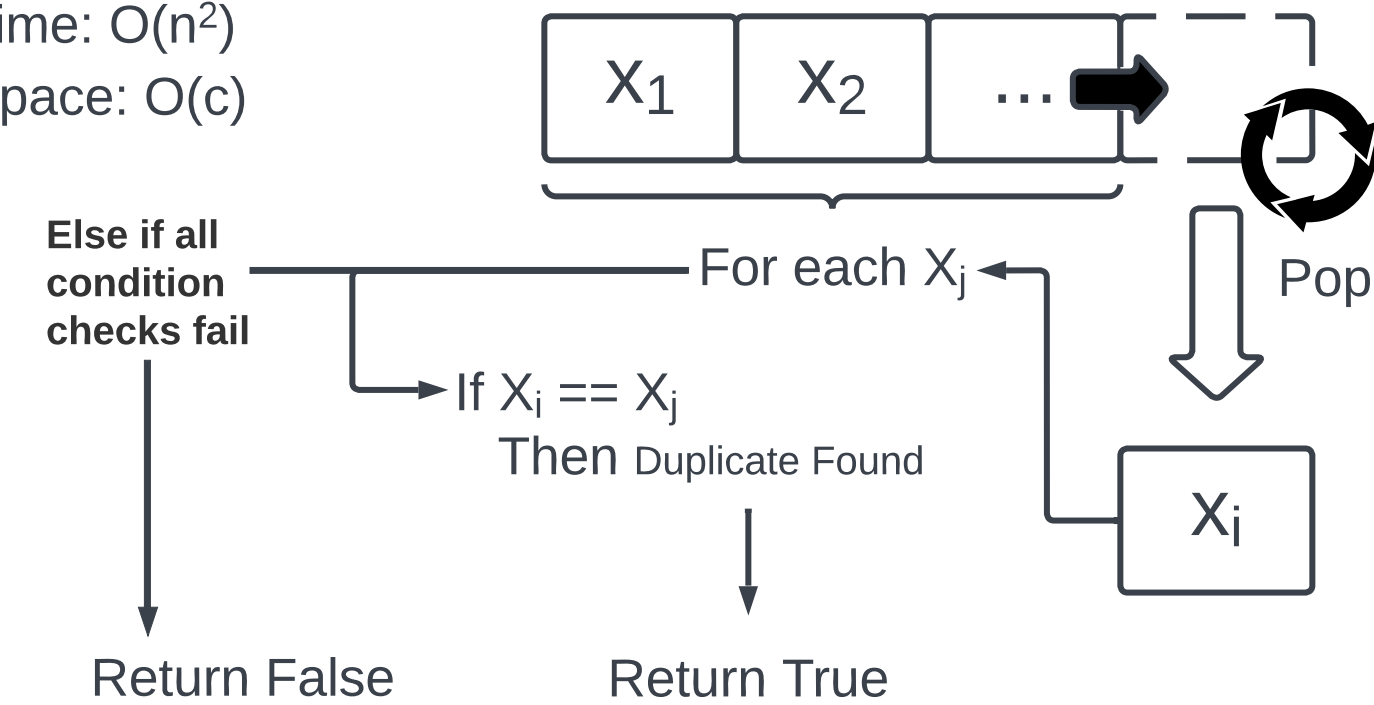 ime: O(n²)
pace: O(c)
X₁ X₂ ...
Else if all
condition
checks fail
For each Xⱼ
Pop
If Xᵢ == Xⱼ
Then Duplicate Found
Xᵢ
Return False
Return True